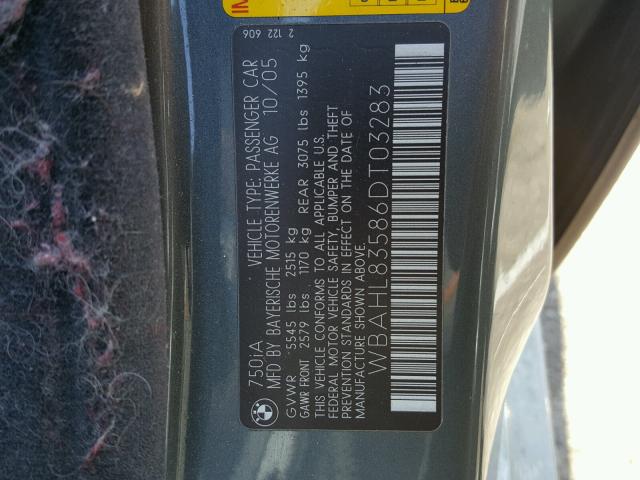 750iA VEHICLE TYPE: PASSENGER CAR
MFD BY BAYERISCHE MOTORENWERKE AG 10/05
GVWR 5545 lbs 2515 kg
GAWR FRONT 2579 lbs 1170 kg REAR 3075 lbs 1395 kg
THIS VEHICLE CONFORMS TO ALL APPLICABLE U.S.
FEDERAL MOTOR VEHICLE SAFETY, BUMPER AND THEFT
PREVENTION STANDARDS IN EFFECT ON THE DATE OF
MANUFACTURE SHOWN ABOVE.
WBAHL83586DT03283
2 122 606